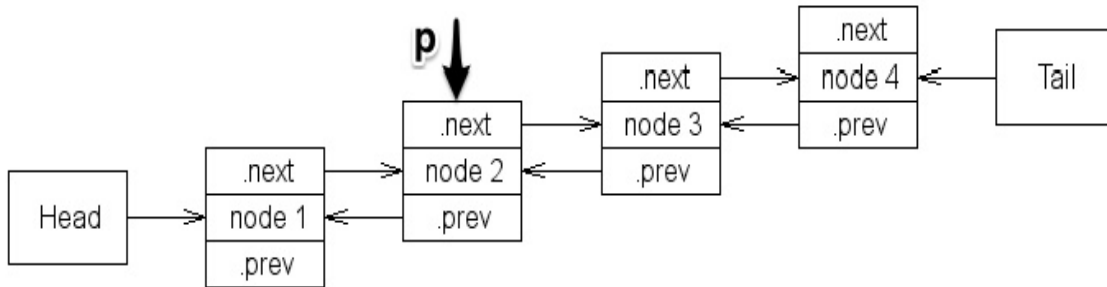 Head
.next
node 1
.prev
p
.next
node 2
.prev
.next
node 3
.prev
.next
node 4
.prev
Tail